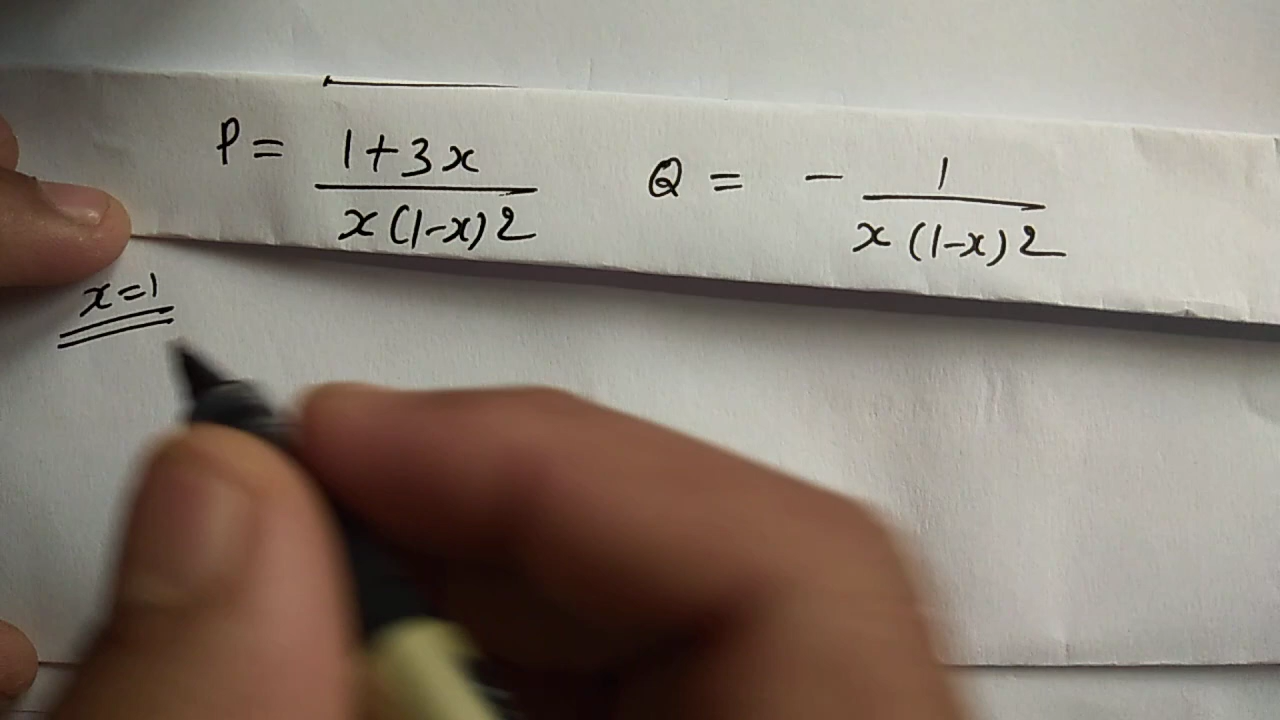 P = (1+3x)/(x(1-x)2) Q = - 1/(x(1-x)2)
x=1